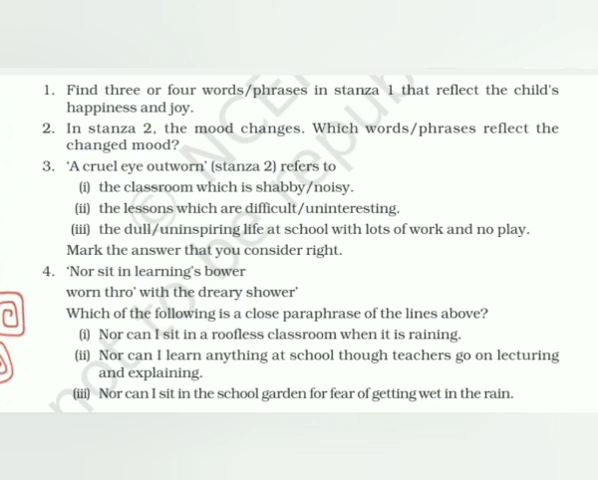 1. Find three or four words/phrases in stanza 1 that reflect the child's
happiness and joy.
2. In stanza 2, the mood changes. Which words/phrases reflect the
changed mood?
3. 'A cruel eye outworn' (stanza 2) refers to
(i) the classroom which is shabby/noisy.
(ii) the lessons which are difficult/uninteresting.
(iii) the dull/uninspiring life at school with lots of work and no play.
Mark the answer that you consider right.
4. 'Nor sit in learning's bower
worn thro' with the dreary shower'
Which of the following is a close paraphrase of the lines above?
(i) Nor can I sit in a roofless classroom when it is raining.
(ii) Nor can I learn anything at school though teachers go on lecturing
and explaining.
(iii) Nor can I sit in the school garden for fear of getting wet in the rain.
© NCER
not to be republ